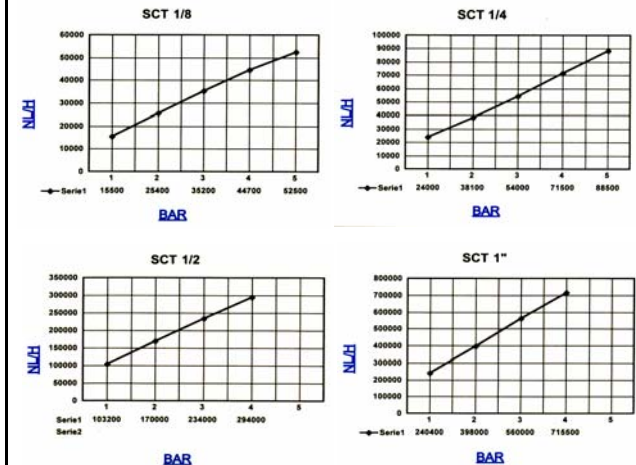 SCT 1/8
60000
50000
40000
30000
20000
10000
0
NL/H
1 2 3 4 5
Serie1 15500 25400 35200 44700 52500
BAR
SCT 1/4
100000
90000
80000
70000
60000
50000
40000
30000
20000
10000
0
NL/H
1 2 3 4 5
Serie1 24000 38100 54000 71500 88500
BAR
SCT 1/2
350000
300000
250000
200000
150000
100000
50000
0
NL/H
1 2 3 4 5
Serie1 103200 170000 234000 294000
Serie2
BAR
SCT 1"
800000
700000
600000
500000
400000
300000
200000
100000
0
NL/H
1 2 3 4 5
Serie1 240400 398000 560000 715500
BAR